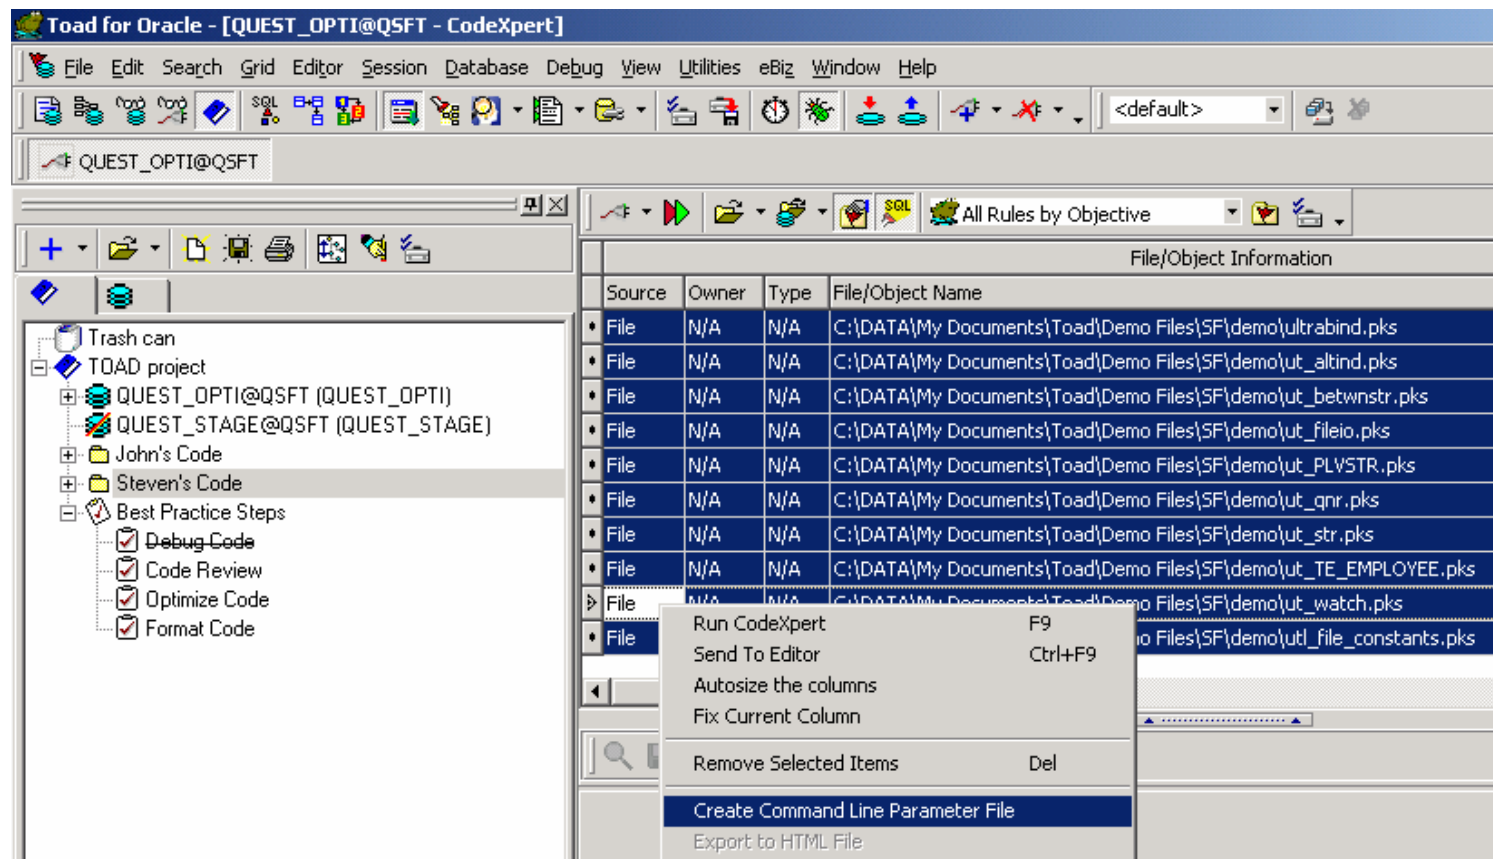 Toad for Oracle - [QUEST_OPTI@QSFT - CodeXpert]
File Edit Search Grid Editor Session Database Debug View Utilities eBiz Window Help
SQL <default>
QUEST_OPTI@QSFT
SQL All Rules by Objective
File/Object Information
Source Owner Type File/Object Name
File N/A N/A C:\DATA\My Documents\Toad\Demo Files\SF\demo\ultrabind.pks
File N/A N/A C:\DATA\My Documents\Toad\Demo Files\SF\demo\ut_altind.pks
File N/A N/A C:\DATA\My Documents\Toad\Demo Files\SF\demo\ut_betwnstr.pks
File N/A N/A C:\DATA\My Documents\Toad\Demo Files\SF\demo\ut_fileio.pks
File N/A N/A C:\DATA\My Documents\Toad\Demo Files\SF\demo\ut_PLVSTR.pks
File N/A N/A C:\DATA\My Documents\Toad\Demo Files\SF\demo\ut_qnr.pks
File N/A N/A C:\DATA\My Documents\Toad\Demo Files\SF\demo\ut_str.pks
File N/A N/A C:\DATA\My Documents\Toad\Demo Files\SF\demo\ut_TE_EMPLOYEE.pks
File N/A N/A C:\DATA\My Documents\Toad\Demo Files\SF\demo\ut_watch.pks
File mo Files\SF\demo\utl_file_constants.pks
Trash can
TOAD project
QUEST_OPTI@QSFT (QUEST_OPTI)
QUEST_STAGE@QSFT (QUEST_STAGE)
John's Code
Steven's Code
Best Practice Steps
Debug Code
Code Review
Optimize Code
Format Code
Run CodeXpert F9
Send To Editor Ctrl+F9
Autosize the columns
Fix Current Column
Remove Selected Items Del
Create Command Line Parameter File
Export to HTML File